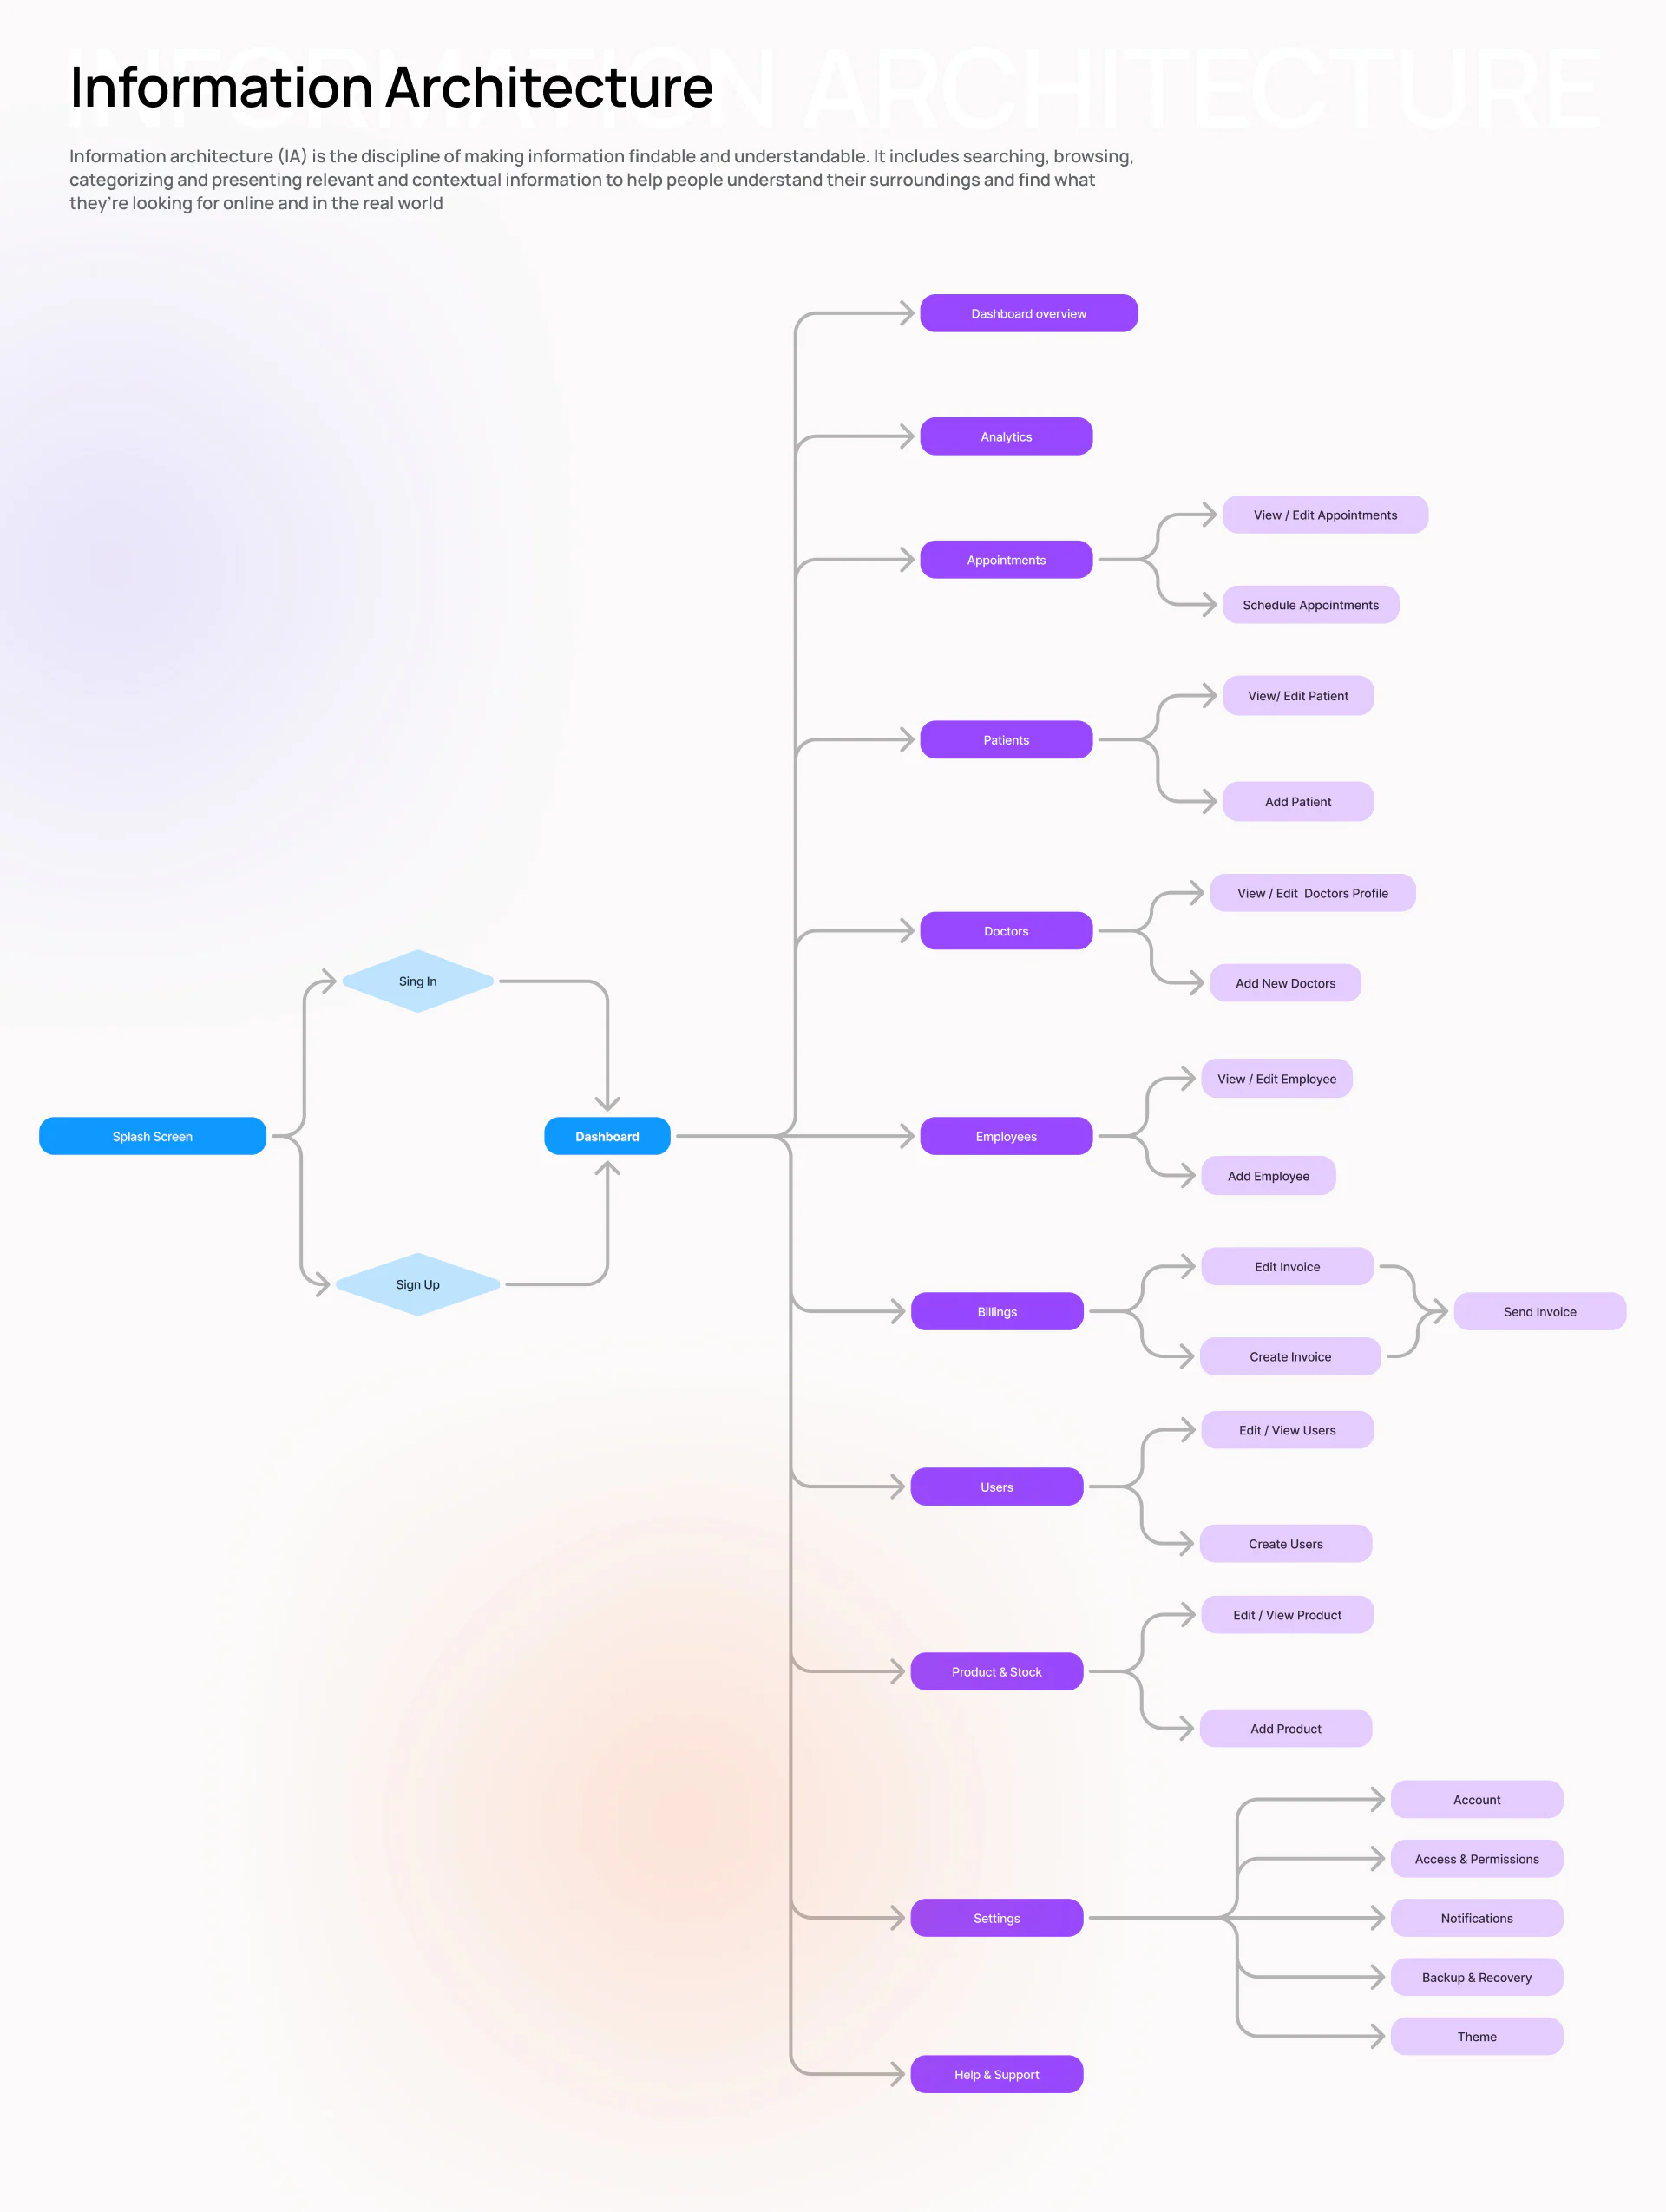 INFORMATION ARCHITECTURE
Information Architecture
Information architecture (IA) is the discipline of making information findable and understandable. It includes searching, browsing,
categorizing and presenting relevant and contextual information to help people understand their surroundings and find what
they're looking for online and in the real world
Dashboard overview
Analytics
View / Edit Appointments
Appointments
Schedule Appointments
View/ Edit Patient
Patients
Add Patient
View / Edit  Doctors Profile
Doctors
Add New Doctors
Sing In
View / Edit Employee
Splash Screen
Dashboard
Employees
Add Employee
Edit Invoice
Sign Up
Billings
Send Invoice
Create Invoice
Edit / View Users
Users
Create Users
Edit / View Product
Product & Stock
Add Product
Account
Access & Permissions
Settings
Notifications
Backup & Recovery
Theme
Help & Support